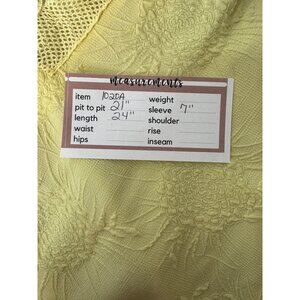 measurements
item 1020A weight
pit to pit 21" sleeve 7"
length 24" shoulder
waist rise
hips inseam